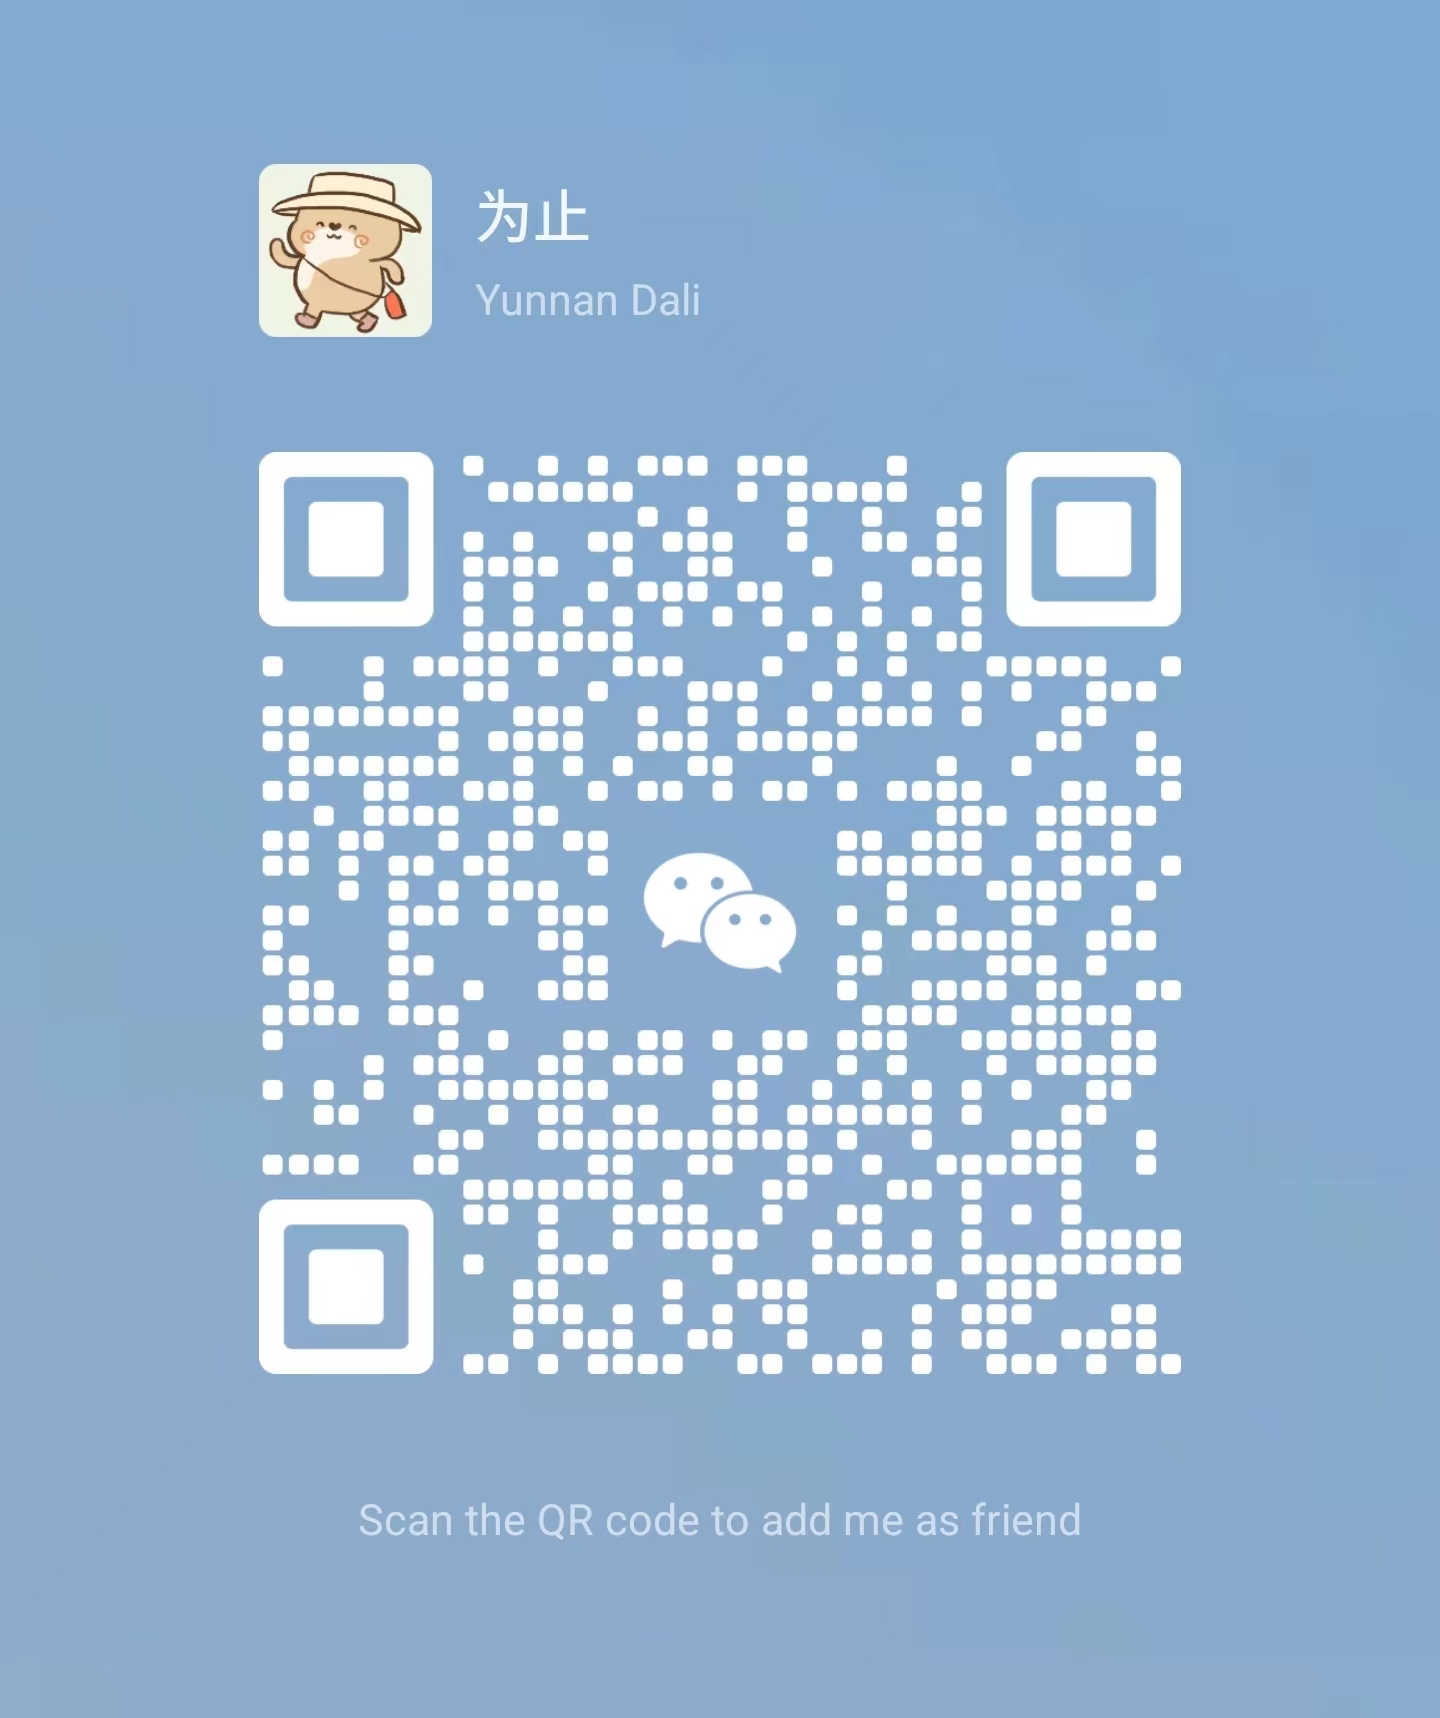 为止
Yunnan Dali
Scan the QR code to add me as friend